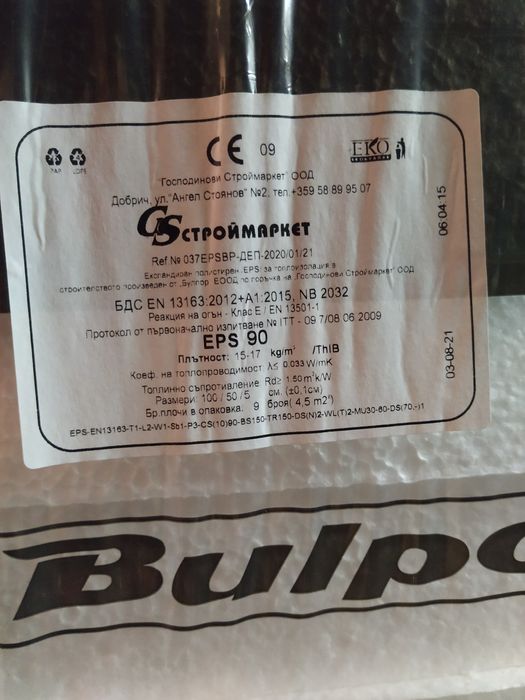 CE 09
EKO
PAP LDPE
"Господинови Строймаркет" ООД
Добрич, ул."Ангел Стоянов" №2, тел.+359 58 89 95 07
GS СТРОЙМАРКЕТ
Ref № 037EPSBP-ДЕП-2020/01/21
Експандиран полистирен /EPS/ за топлоизолация в
строителството произведен от "Булпор" ЕООД по поръчка на "Господинови Строймаркет" ООД
БДС EN 13163:2012+A1:2015, NB 2032
Реакция на огън - Клас E / EN 13501-1
Протокол от първоначално изпитване № ITT - 09 7/08.06.2009
EPS 90
Плътност: 15-17 kg/m³ /ThIB
Коеф. на топлопроводимост λ≤ 0.033 W/mK
Топлинно съпротивление Rd≥ 1.50 m²k/W
Размери: 100 / 50 / 5 см. (±0,1см)
Бр.плочи в опаковка: 9 броя( 4,5 m²)
EPS-EN13163-T1-L2-W1-Sb1-P3-CS(10)90-BS150-TR150-DS(N)2-WL(T)2-MU30-60-DS(70,-)1
06:04:15
03-08-21
Bulpo